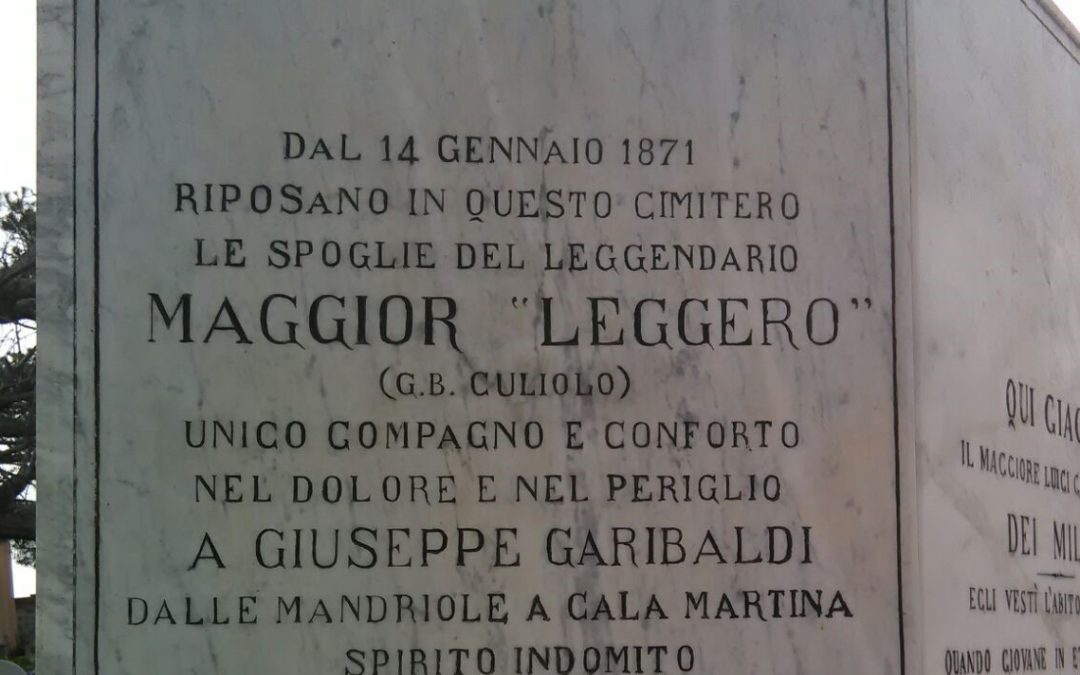 DAL 14 GENNAIO 1871
RIPOSANO IN QUESTO CIMITERO
LE SPOGLIE DEL LEGGENDARIO
MAGGIOR "LEGGERO"
(G.B. CULIOLO)
UNICO COMPAGNO E CONFORTO
NEL DOLORE E NEL PERIGLIO
A GIUSEPPE GARIBALDI
DALLE MANDRIOLE A CALA MARTINA
SPIRITO INDOMITO
QUI
IL MAGGIORE LUIGI
DEI
EGLI VESTÌ L'ABITO
QUANDO GIOVANE IN